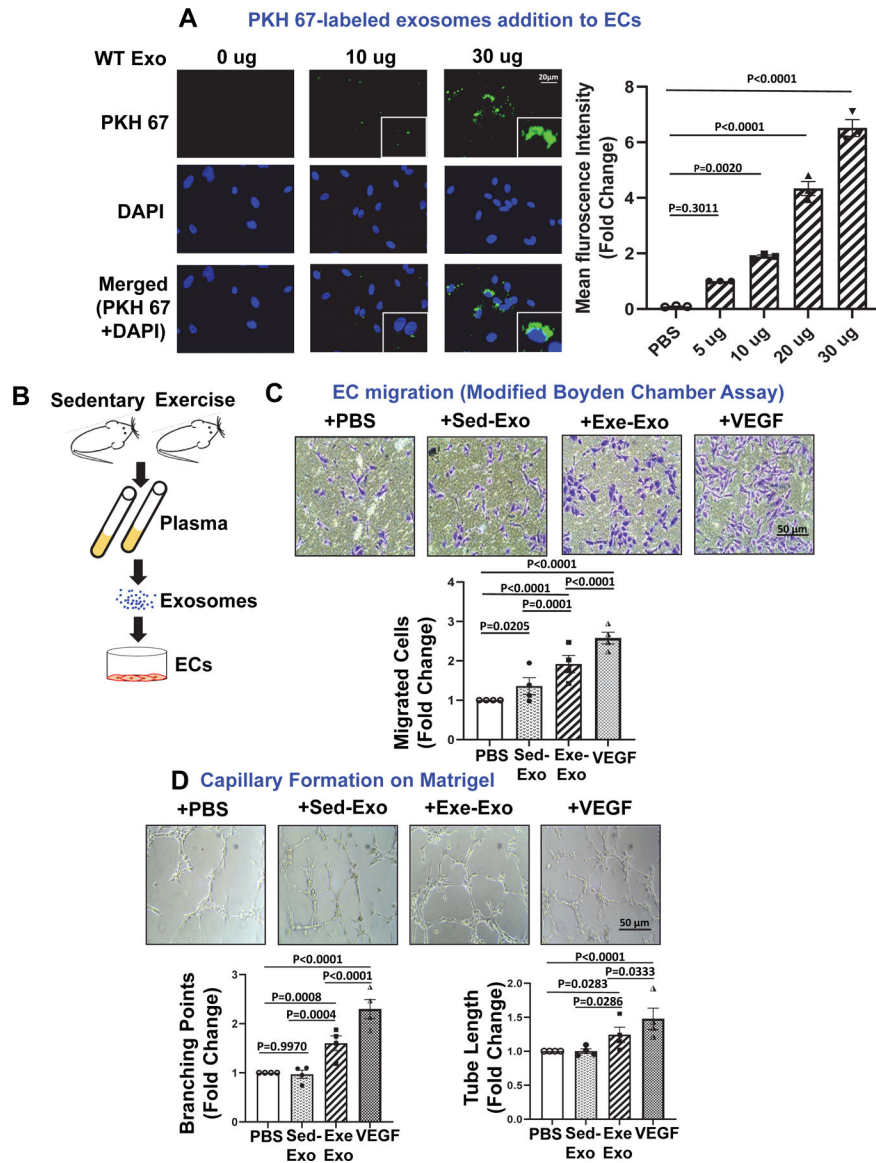 A
PKH 67-labeled exosomes addition to ECs
WT Exo 0 ug 10 ug 30 ug
20μm
PKH 67
DAPI
Merged
(PKH 67
+DAPI)
Mean fluroscence Intensity
(Fold Change)
P<0.0001
P<0.0001
P=0.0020
P=0.3011
8
6
4
2
0
PBS 5 ug 10 ug 20 ug 30 ug
B
Sedentary Exercise
Plasma
Exosomes
ECs
C
EC migration (Modified Boyden Chamber Assay)
+PBS +Sed-Exo +Exe-Exo +VEGF
50 μm
Migrated Cells
(Fold Change)
P<0.0001
P<0.0001 P<0.0001
P=0.0001
P=0.0205
4
3
2
1
0
PBS Sed- Exe- VEGF
Exo Exo
D Capillary Formation on Matrigel
+PBS +Sed-Exo +Exe-Exo +VEGF
50 μm
Branching Points
(Fold Change)
P<0.0001
P<0.0001
P=0.0008
P=0.0004
P=0.9970
3
2
1
0
PBS Sed- Exe VEGF
Exo Exo
Tube Length
(Fold Change)
P<0.0001
P=0.0333
P=0.0283
P=0.0286
2.0
1.5
1.0
0.5
0.0
PBS Sed- Exe VEGF
Exo Exo